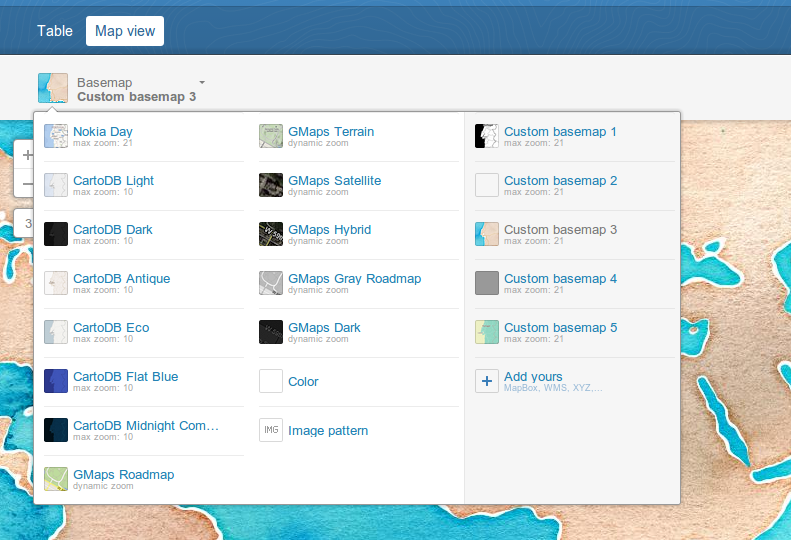 Table
Map view
Basemap
Custom basemap 3
Nokia Day
max zoom: 21
CartoDB Light
max zoom: 10
CartoDB Dark
max zoom: 10
CartoDB Antique
max zoom: 10
CartoDB Eco
max zoom: 10
CartoDB Flat Blue
max zoom: 10
CartoDB Midnight Com...
max zoom: 10
GMaps Roadmap
dynamic zoom
GMaps Terrain
dynamic zoom
GMaps Satellite
dynamic zoom
GMaps Hybrid
dynamic zoom
GMaps Gray Roadmap
dynamic zoom
GMaps Dark
dynamic zoom
Color
IMG
Image pattern
Custom basemap 1
max zoom: 21
Custom basemap 2
max zoom: 21
Custom basemap 3
max zoom: 21
Custom basemap 4
max zoom: 21
Custom basemap 5
max zoom: 21
Add yours
MapBox, WMS, XYZ,...
3